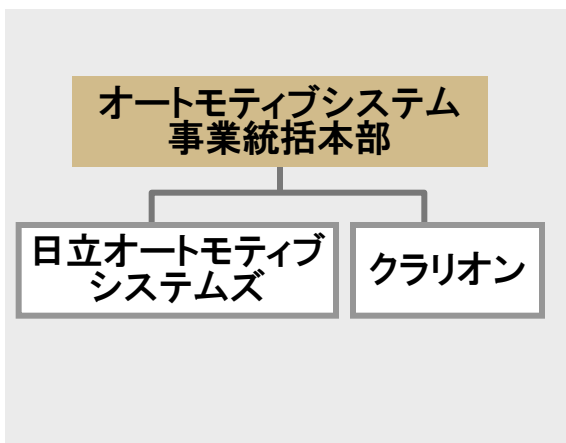 オートモティブシステム
事業統括本部
日立オートモティブ
システムズ
クラリオン